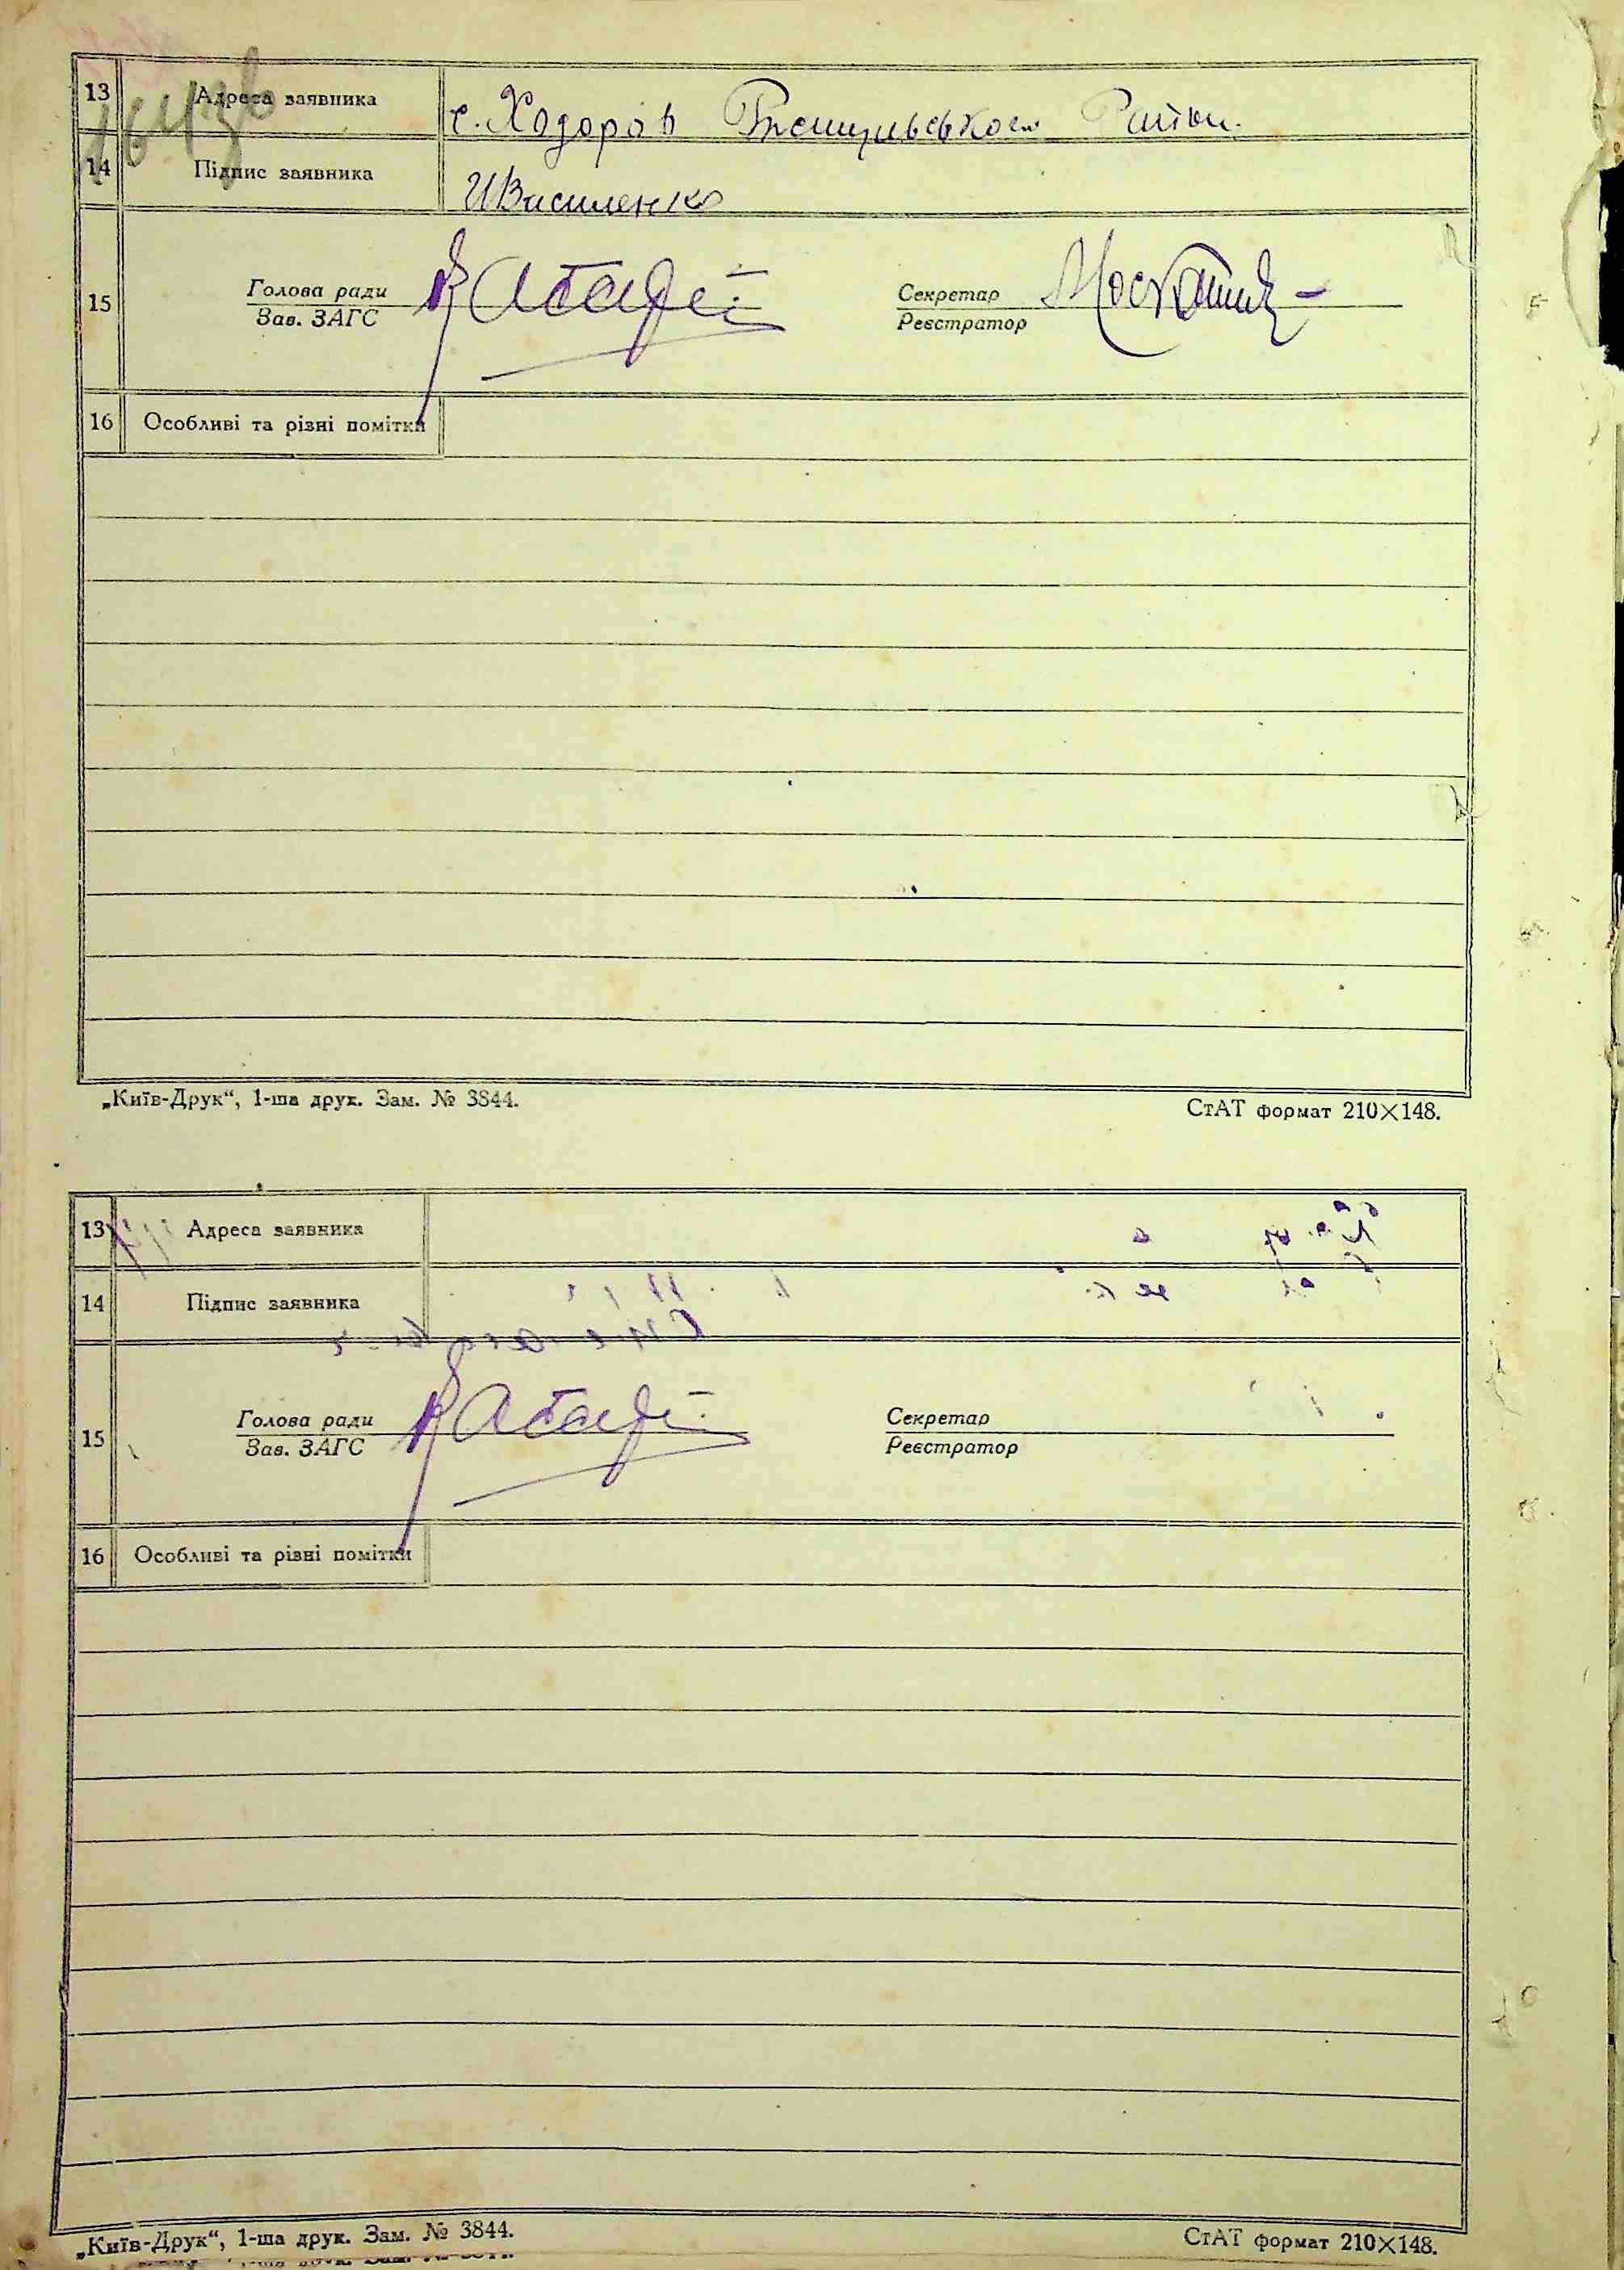 13 Адреса заявника с. Ходорів Ржищивського Район.
14 Підпис заявника И Василенко
15 Голова ради Секретар
Зав. ЗАГС Реєстратор
16 Особливі та різні помітки
„Київ-Друк“, 1-ша друк. Зам. № 3844. СтАТ формат 210×148.
13 Адреса заявника
14 Підпис заявника
15 Голова ради Секретар
Зав. ЗАГС Реєстратор
16 Особливі та різні помітки
„Київ-Друк“, 1-ша друк. Зам. № 3844. СтАТ формат 210×148.